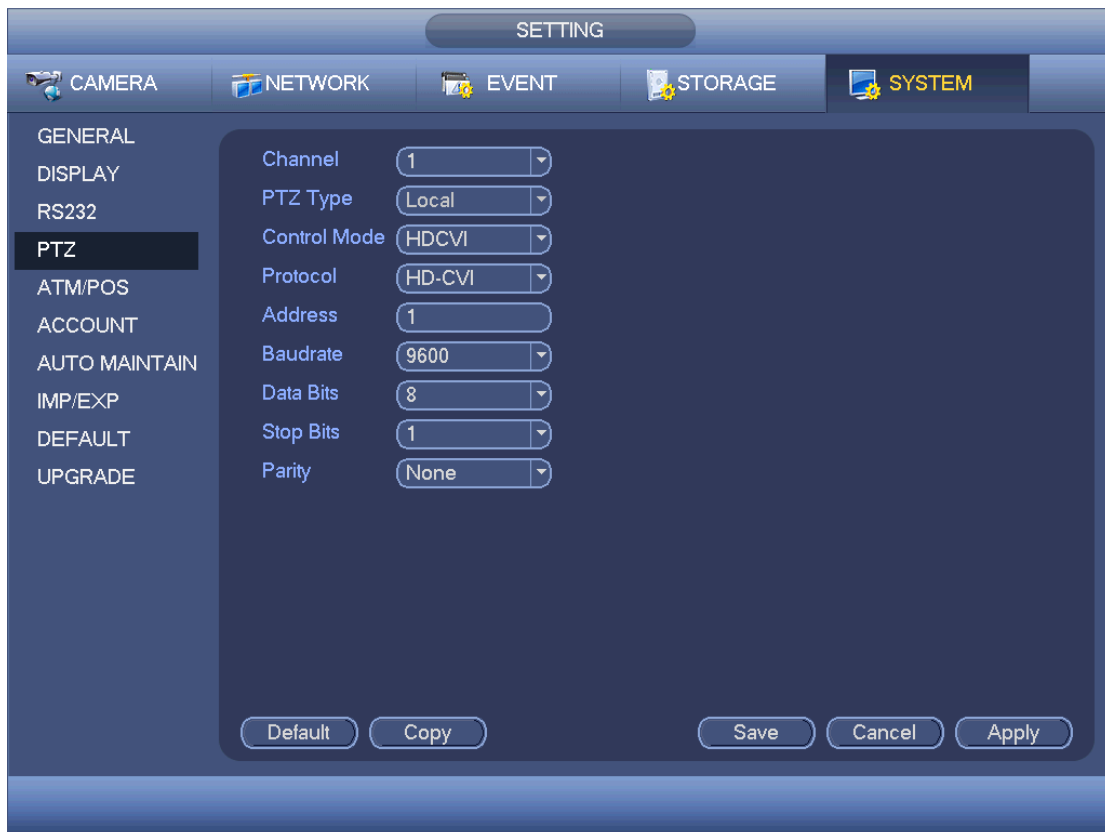 SETTING
CAMERA NETWORK EVENT STORAGE SYSTEM
GENERAL
DISPLAY
RS232
PTZ
ATM/POS
ACCOUNT
AUTO MAINTAIN
IMP/EXP
DEFAULT
UPGRADE
Channel 1
PTZ Type Local
Control Mode HDCVI
Protocol HD-CVI
Address 1
Baudrate 9600
Data Bits 8
Stop Bits 1
Parity None
Default Copy Save Cancel Apply